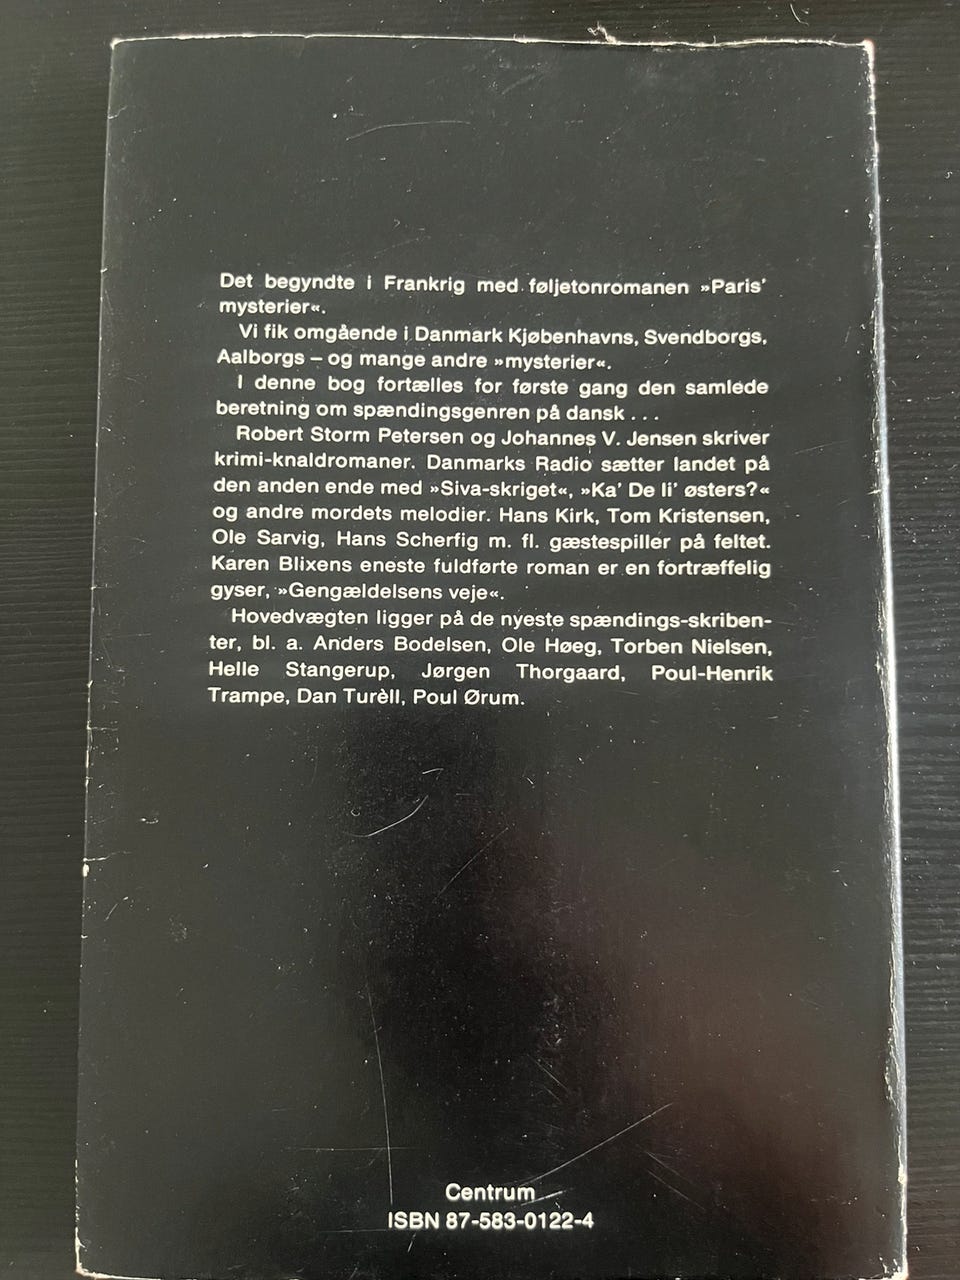 Det begyndte i Frankrig med føljetonromanen »Paris'
mysterier«.
Vi fik omgående i Danmark Kjøbenhavns, Svendborgs,
Aalborgs – og mange andre »mysterier«.
I denne bog fortælles for første gang den samlede
beretning om spændingsgenren på dansk . . .
Robert Storm Petersen og Johannes V. Jensen skriver
krimi-knaldromaner. Danmarks Radio sætter landet på
den anden ende med »Siva-skriget«, »Ka' De li' østers?«
og andre mordets melodier. Hans Kirk, Tom Kristensen,
Ole Sarvig, Hans Scherfig m. fl. gæstespiller på feltet.
Karen Blixens eneste fuldførte roman er en fortræffelig
gyser, »Gengældelsens veje«.
Hovedvægten ligger på de nyeste spændings-skriben-
ter, bl. a. Anders Bodelsen, Ole Høeg, Torben Nielsen,
Helle Stangerup, Jørgen Thorgaard, Poul-Henrik
Trampe, Dan Turèll, Poul Ørum.
Centrum
ISBN 87-583-0122-4